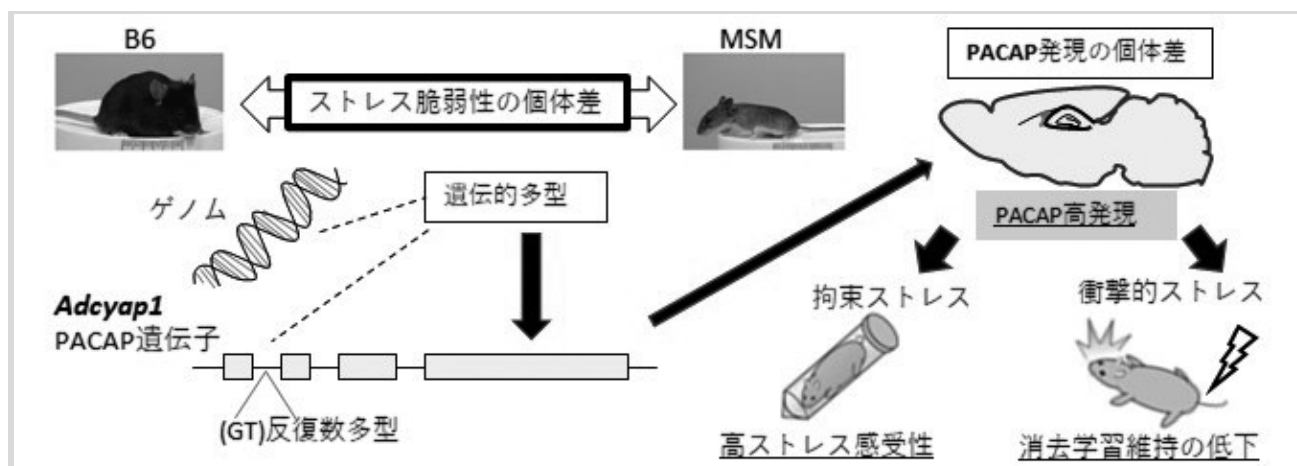 B6
MSM
ストレス脆弱性の個体差
PACAP発現の個体差
ゲノム
遺伝的多型
PACAP高発現
Adcyap1
PACAP遺伝子
(GT)反復数多型
拘束ストレス
衝撃的ストレス
高ストレス感受性
消去学習維持の低下